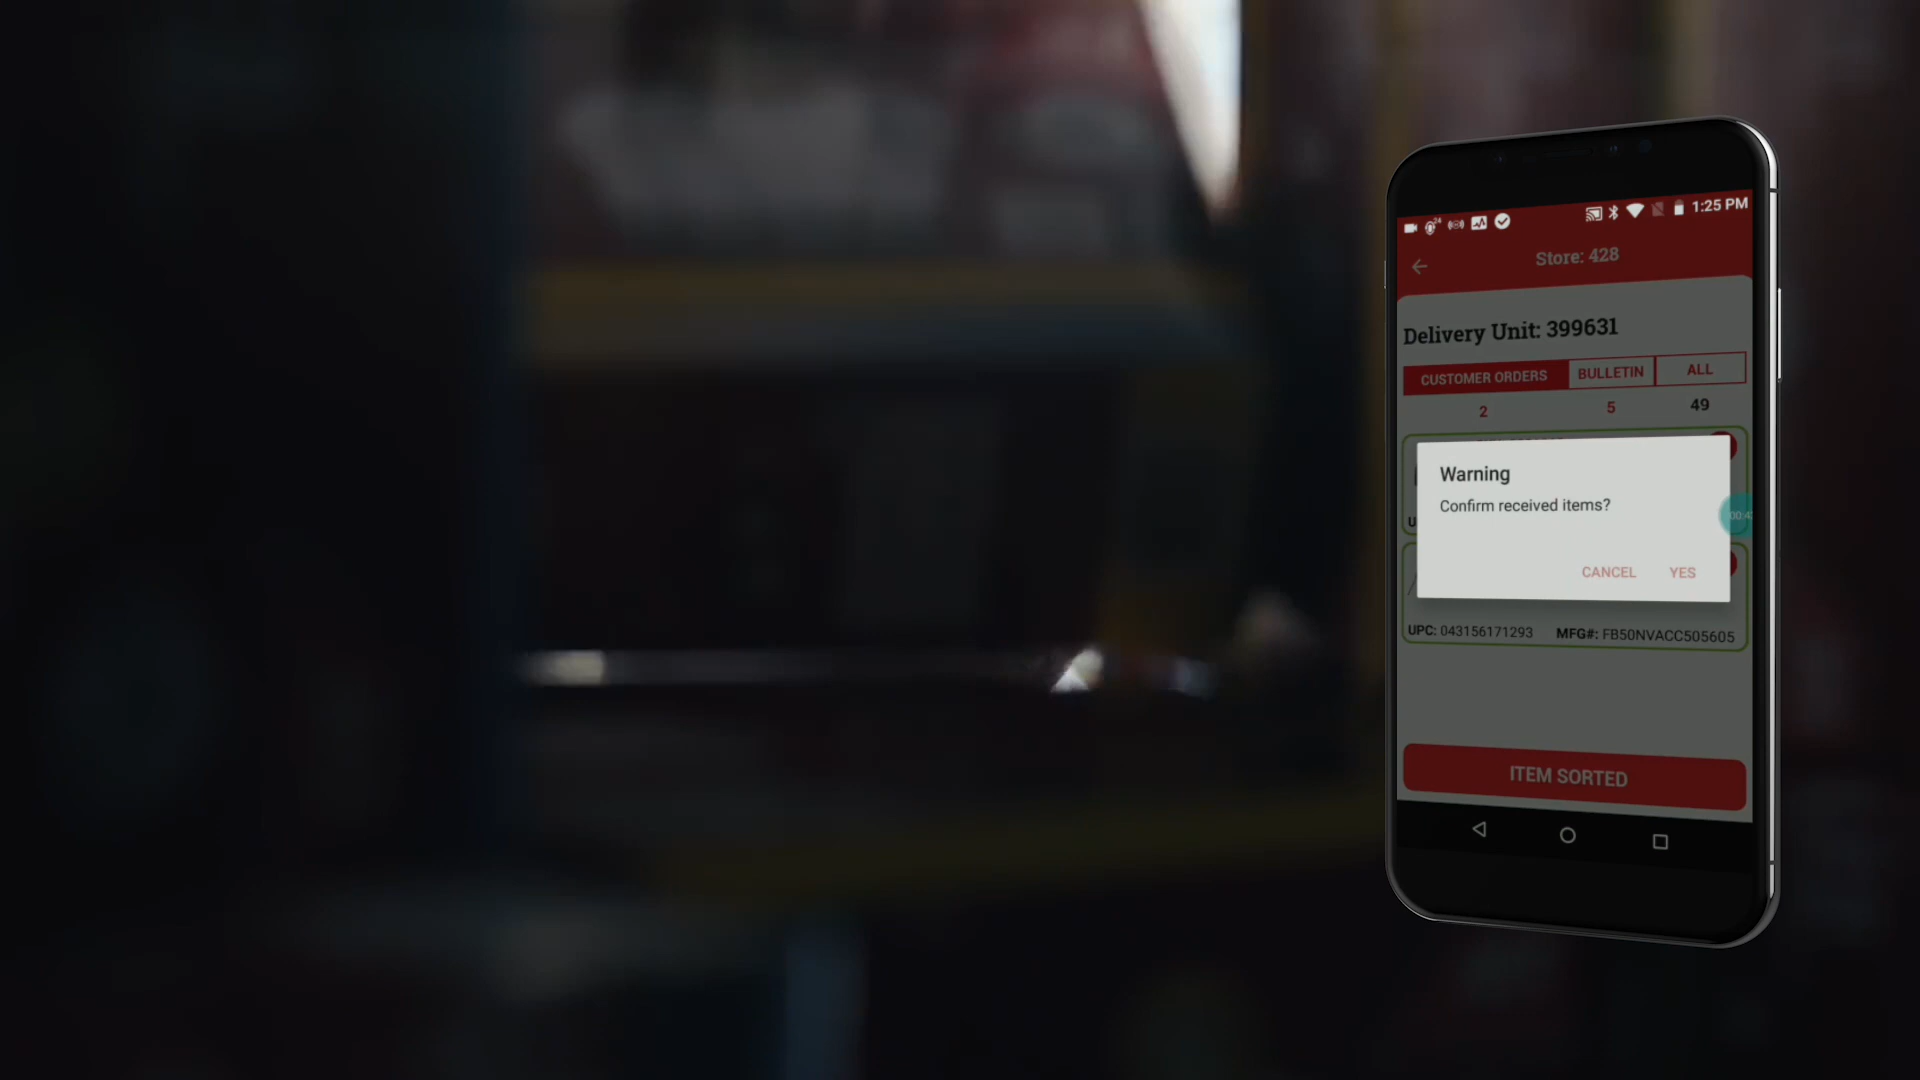 1:25 PM
Store: 428
Delivery Unit: 399631
CUSTOMER ORDERS BULLETIN ALL
2 5 49
Warning
Confirm received items?
CANCEL YES
UPC: 043156171293 MFG#: FB50NVACC505605
ITEM SORTED